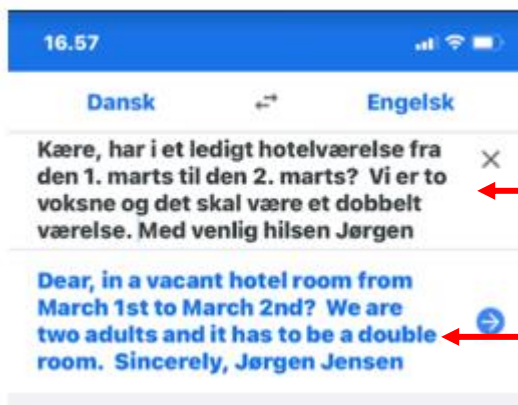 16.57
Dansk Engelsk
Kære, har i et ledigt hotelværelse fra
den 1. marts til den 2. marts? Vi er to
voksne og det skal være et dobbelt
værelse. Med venlig hilsen Jørgen
Dear, in a vacant hotel room from
March 1st to March 2nd? We are
two adults and it has to be a double
room. Sincerely, Jørgen Jensen